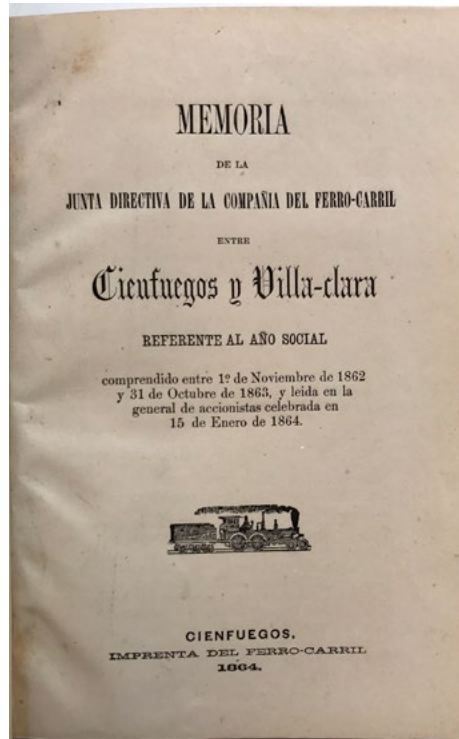 MEMORIA
DE LA
JUNTA DIRECTIVA DE LA COMPAÑIA DEL FERRO-CARRIL
ENTRE
Cienfuegos y Villa-clara
REFERENTE AL AÑO SOCIAL
comprendido entre 1º de Noviembre de 1862
y 31 de Octubre de 1863, y leida en la
general de accionistas celebrada en
15 de Enero de 1864.
CIENFUEGOS.
IMPRENTA DEL FERRO-CARRIL
1864.